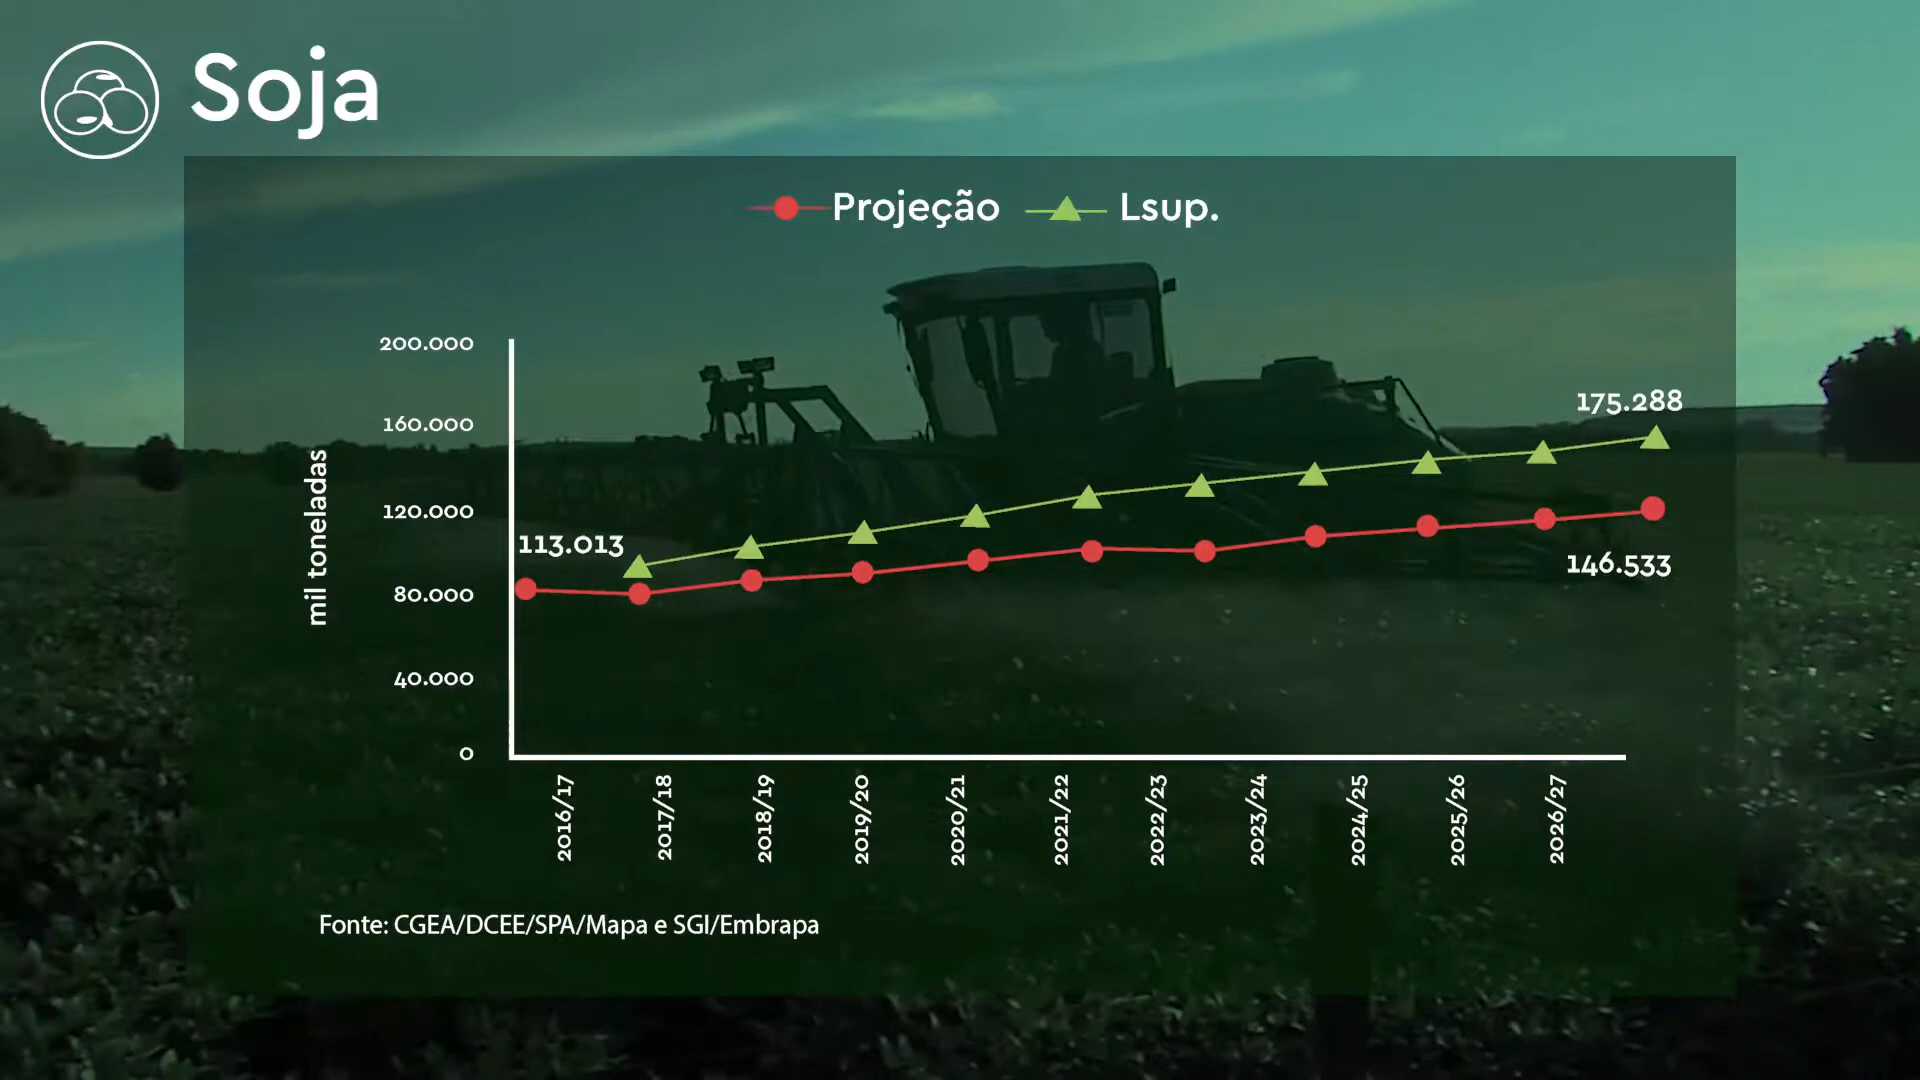 Soja
Projeção Lsup.
mil toneladas
200.000
160.000
120.000
80.000
40.000
0
113.013
175.288
146.533
2016/17 2017/18 2018/19 2019/20 2020/21 2021/22 2022/23 2023/24 2024/25 2025/26 2026/27
Fonte: CGEA/DCEE/SPA/Mapa e SGI/Embrapa